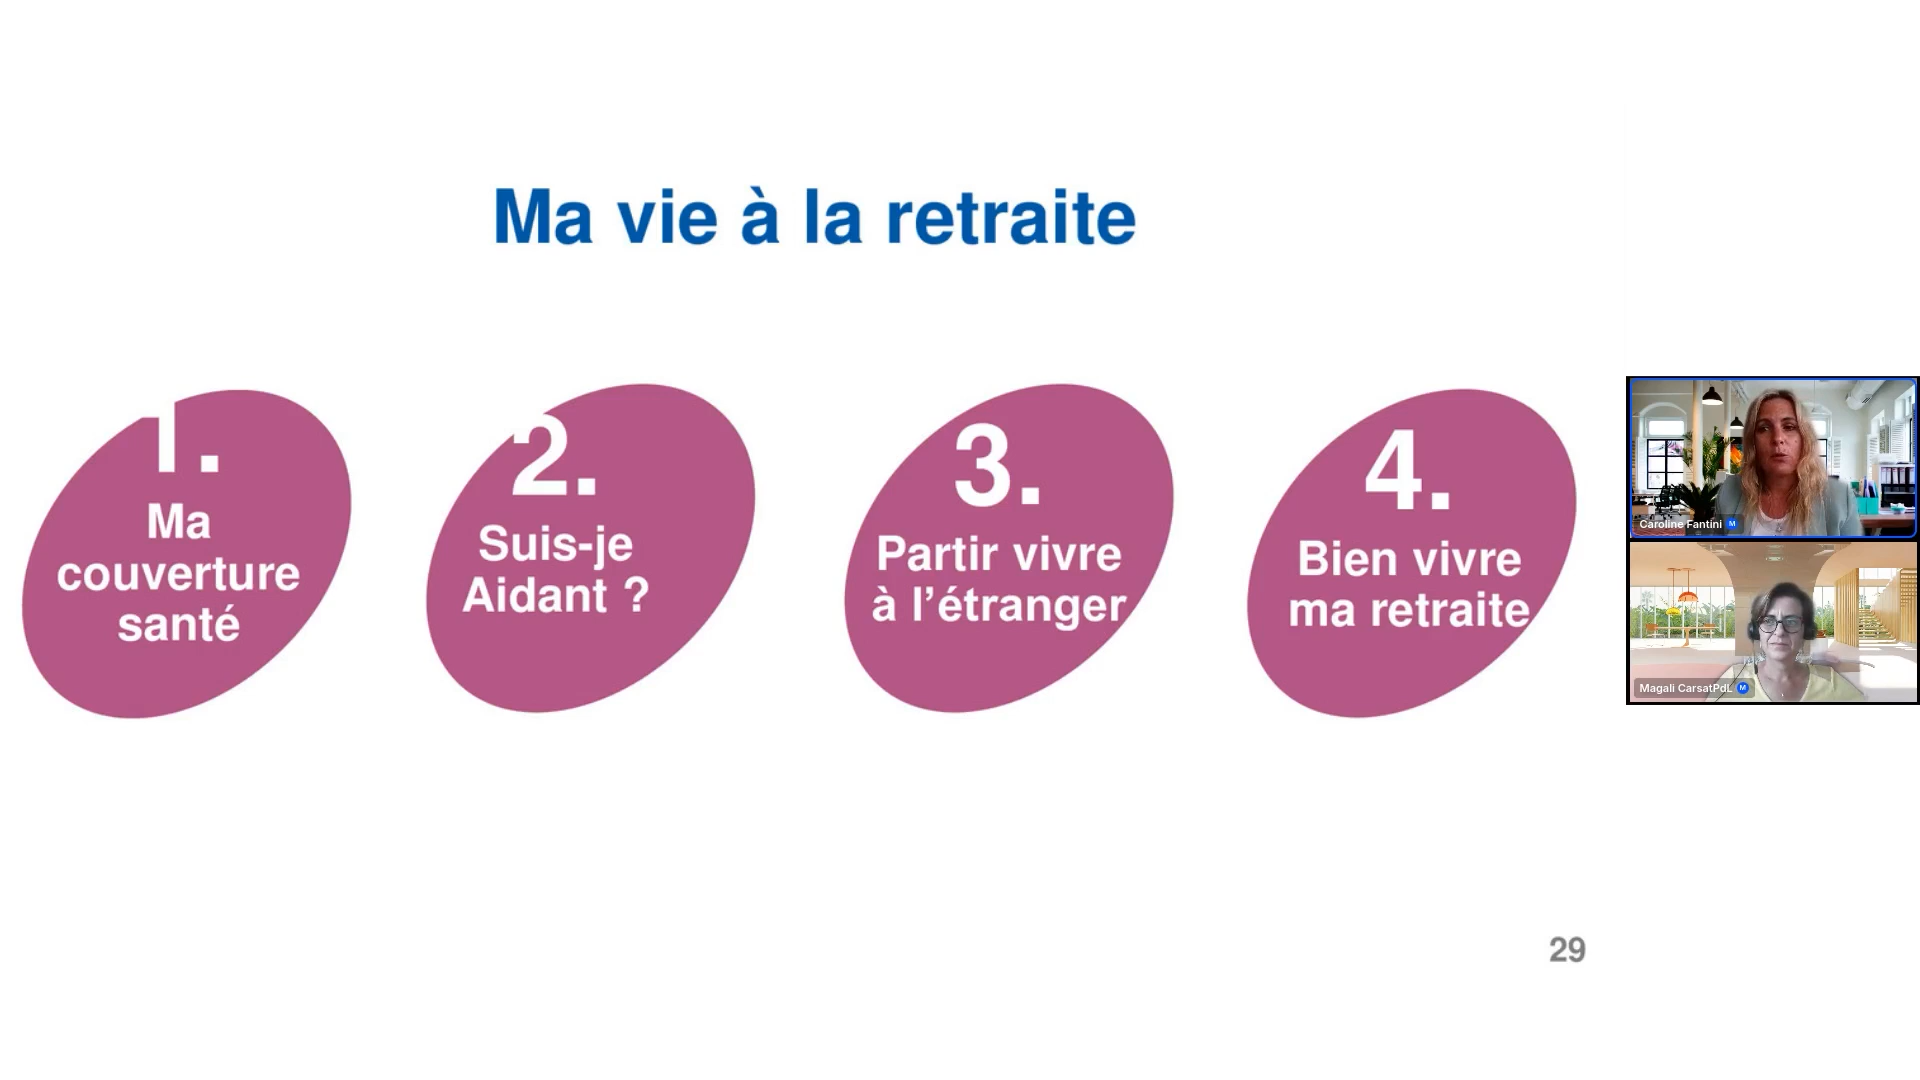 Ma vie à la retraite
1.
Ma
couverture
santé
2.
Suis-je
Aidant ?
3.
Partir vivre
à l’étranger
4.
Bien vivre
ma retraite
Caroline Fantini M
Magali CarsatPdL M
29